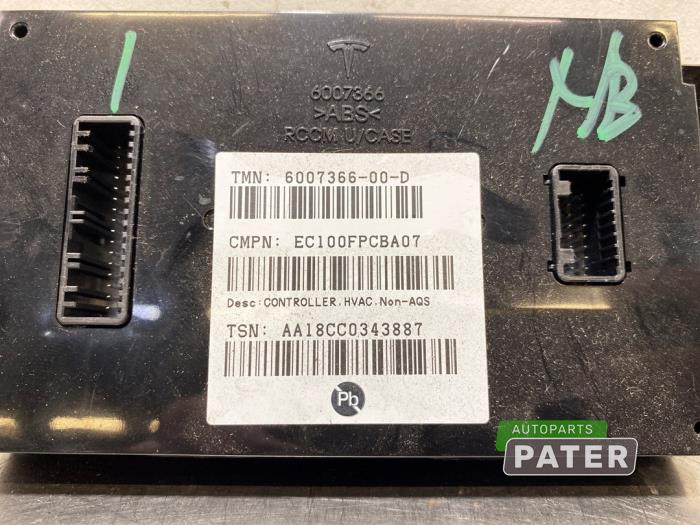 1
6007366
>ABS<
RCCM U/CASE
TMN: 6007366-00-D
CMPN: EC100FPCBA07
Desc:CONTROLLER,HVAC,Non-AQS
TSN: AA18CC0343887
Pb
AUTOPARTS
PATER